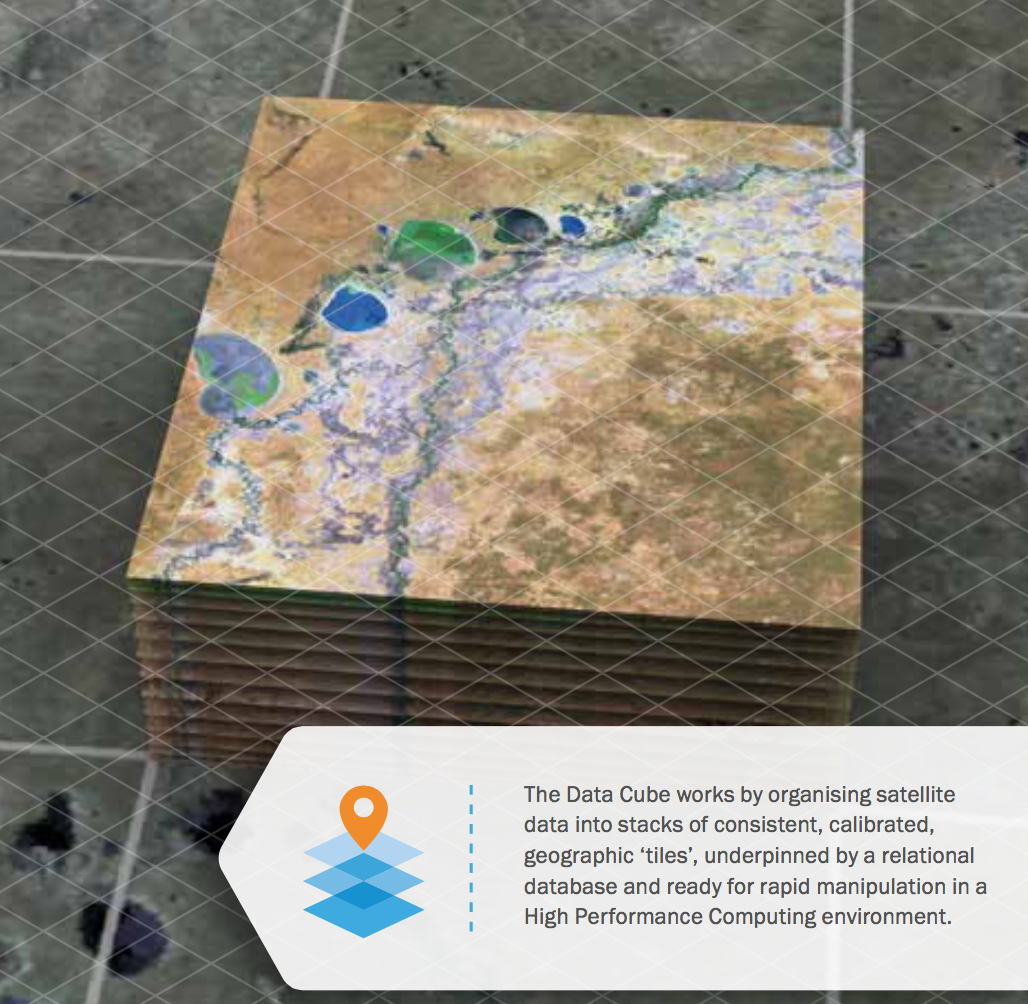 The Data Cube works by organising satellite
data into stacks of consistent, calibrated,
geographic ‘tiles’, underpinned by a relational
database and ready for rapid manipulation in a
High Performance Computing environment.